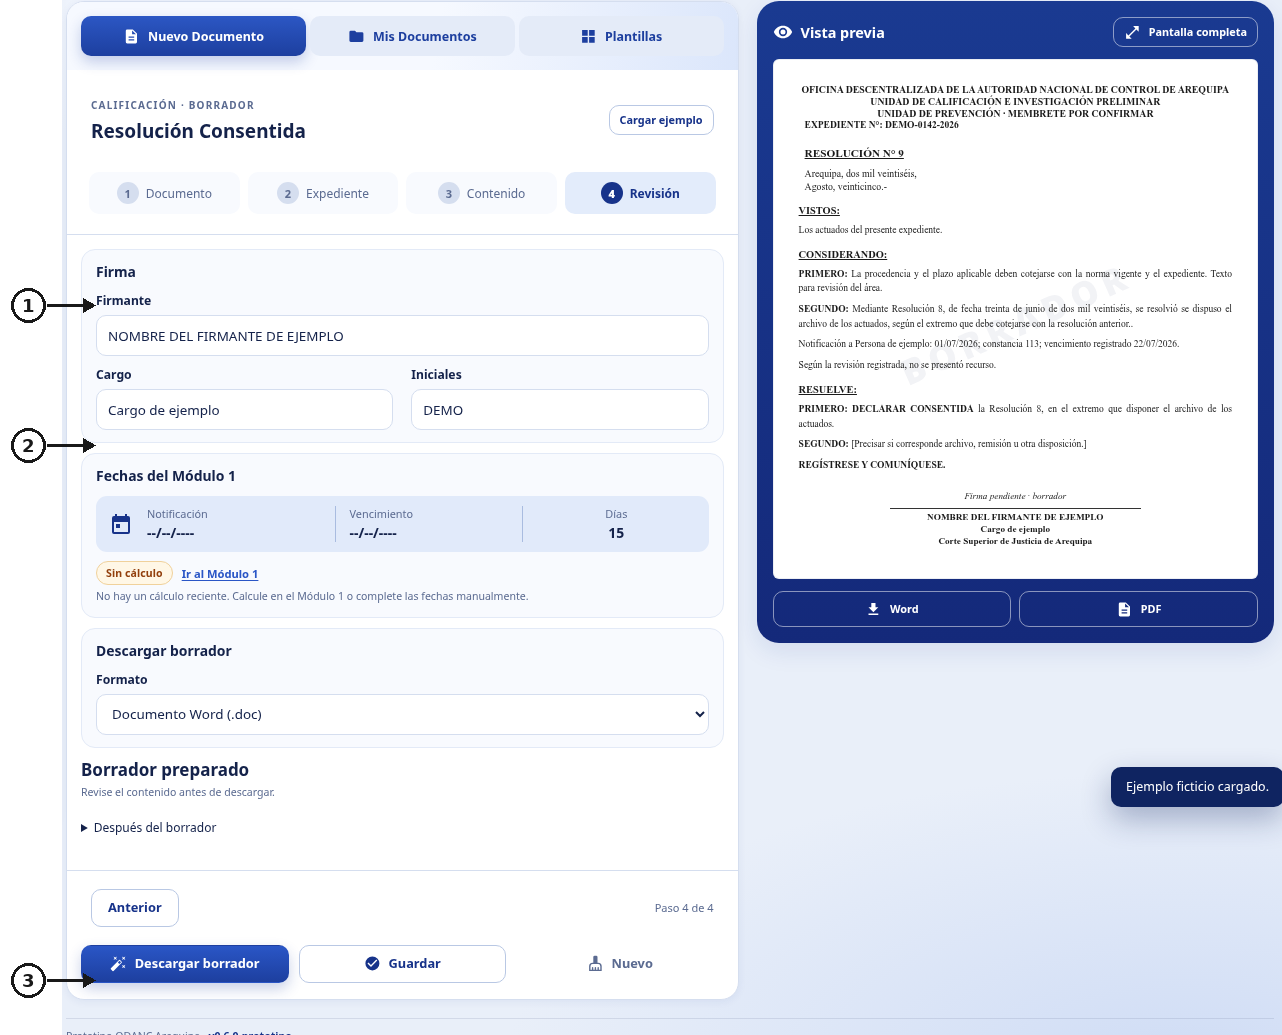 Nuevo Documento
Mis Documentos
Plantillas
CALIFICACIÓN · BORRADOR
Resolución Consentida
Cargar ejemplo
1 Documento
2 Expediente
3 Contenido
4 Revisión
Firma
1
Firmante
NOMBRE DEL FIRMANTE DE EJEMPLO
Cargo
Iniciales
Cargo de ejemplo
DEMO
2
Fechas del Módulo 1
Notificación
--/--/----
Vencimiento
--/--/----
Días
15
Sin cálculo
Ir al Módulo 1
No hay un cálculo reciente. Calcule en el Módulo 1 o complete las fechas manualmente.
Descargar borrador
Formato
Documento Word (.doc)
Borrador preparado
Revise el contenido antes de descargar.
Después del borrador
Anterior
Paso 4 de 4
3
Descargar borrador
Guardar
Nuevo
Vista previa
Pantalla completa
OFICINA DESCENTRALIZADA DE LA AUTORIDAD NACIONAL DE CONTROL DE AREQUIPA
UNIDAD DE CALIFICACIÓN E INVESTIGACIÓN PRELIMINAR
UNIDAD DE PREVENCIÓN · MEMBRETE POR CONFIRMAR
EXPEDIENTE Nº: DEMO-0142-2026
RESOLUCIÓN Nº 9
Arequipa, dos mil veintiséis,
Agosto, veinticinco.-
VISTOS:
Los actuados del presente expediente.
CONSIDERANDO:
PRIMERO: La procedencia y el plazo aplicable deben cotejarse con la norma vigente y el expediente. Texto
para revisión del área.
SEGUNDO: Mediante Resolución 8, de fecha treinta de junio de dos mil veintiséis, se resolvió se dispuso el
archivo de los actuados, según el extremo que debe cotejarse con la resolución anterior..
Notificación a Persona de ejemplo: 01/07/2026; constancia 113; vencimiento registrado 22/07/2026.
Según la revisión registrada, no se presentó recurso.
BORRADOR
RESUELVE:
PRIMERO: DECLARAR CONSENTIDA la Resolución 8, en el extremo que disponer el archivo de los
actuados.
SEGUNDO: [Precisar si corresponde archivo, remisión u otra disposición.]
REGÍSTRESE Y COMUNÍQUESE.
Firma pendiente · borrador
NOMBRE DEL FIRMANTE DE EJEMPLO
Cargo de ejemplo
Corte Superior de Justicia de Arequipa
Word
PDF
Ejemplo ficticio cargado.